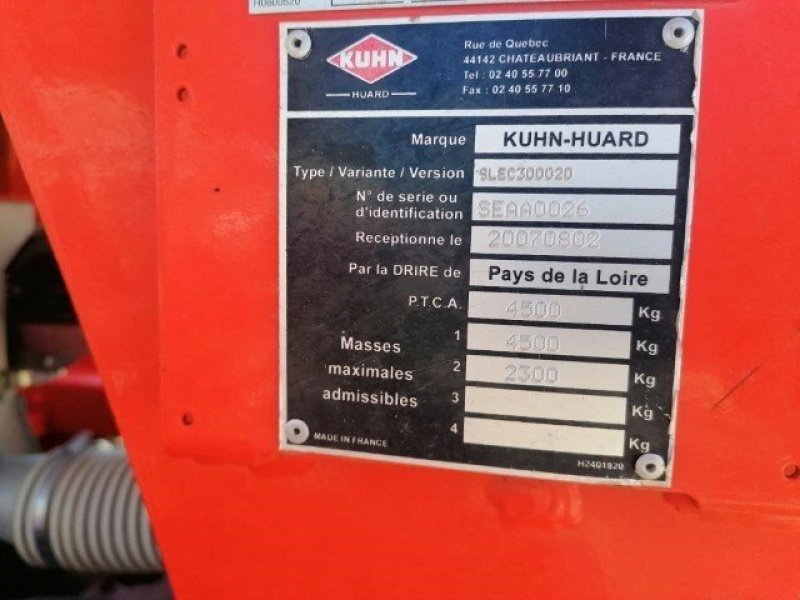 H0600620
KUHN
HUARD
Rue de Quebec
44142 CHATEAUBRIANT - FRANCE
Tel : 02 40 55 77 00
Fax : 02 40 55 77 10
Marque KUHN-HUARD
Type / Variante / Version SLEC300020
N° de serie ou
d'identification SEAA0026
Receptionne le 20070802
Par la DRIRE de Pays de la Loire
P.T.C.A. 4500 Kg
Masses
maximales
admissibles
1 4500 Kg
2 2300 Kg
3 Kg
4 Kg
MADE IN FRANCE
H2401820